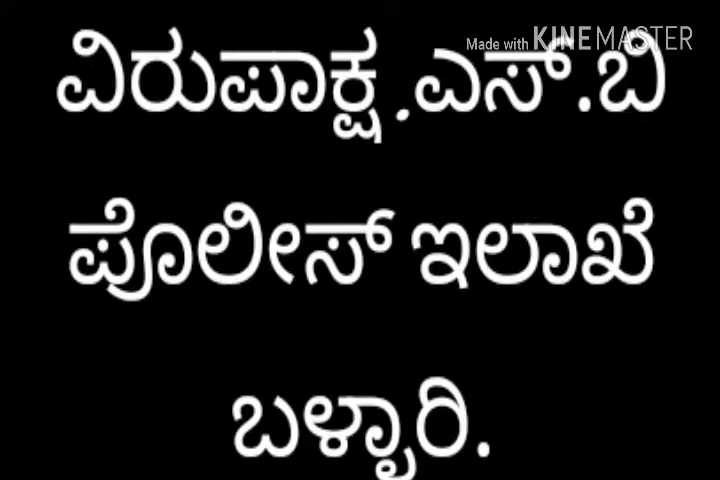 Made with KINEMASTER
ವಿರುಪಾಕ್ಷ ,ಎಸ್.ಬಿ
ಪೊಲೀಸ್ ಇಲಾಖೆ
ಬಳ್ಳಾರಿ.